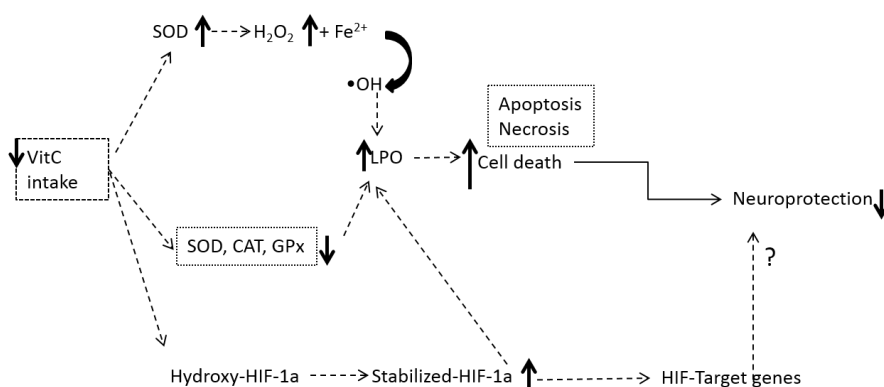 SOD H₂O₂ + Fe²⁺
•OH
Apoptosis
Necrosis
VitC
intake
LPO
Cell death
Neuroprotection
SOD, CAT, GPx
?
Hydroxy-HIF-1a
Stabilized-HIF-1a
HIF-Target genes